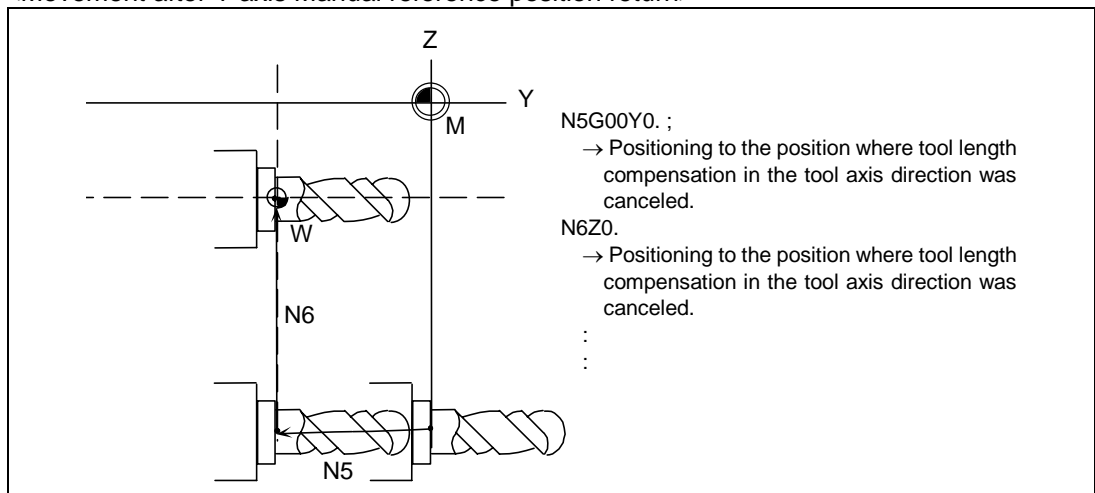 Movement after Y axis manual reference position return
Z
Y
M
N5G00Y0. ;
→ Positioning to the position where tool length
compensation in the tool axis direction was
canceled.
N6Z0.
→ Positioning to the position where tool length
compensation in the tool axis direction was
canceled.
:
:
W
N6
N5